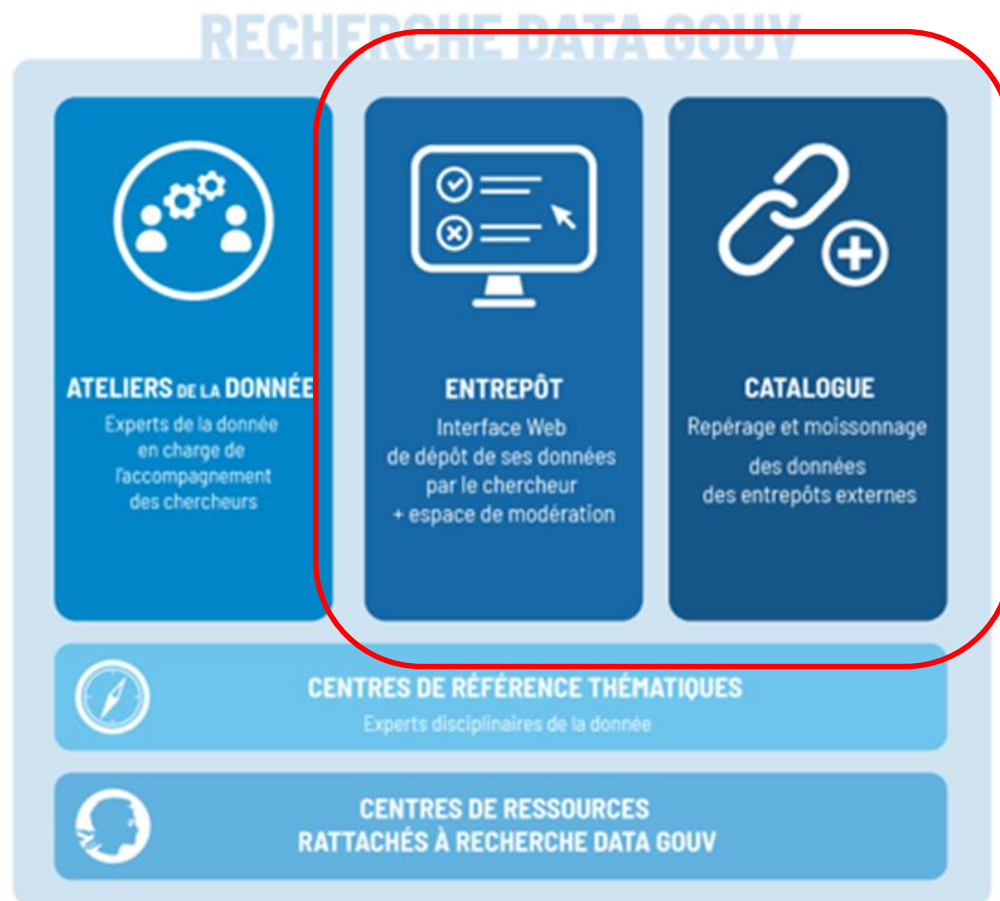 RECHERCHE DATA GOUV
ATELIERS DE LA DONNÉE
Experts de la donnée
en charge de
l'accompagnement
des chercheurs
ENTREPÔT
Interface Web
de dépôt de ses données
par le chercheur
+ espace de modération
CATALOGUE
Repérage et moissonnage
des données
des entrepôts externes
CENTRES DE RÉFÉRENCE THÉMATIQUES
Experts disciplinaires de la donnée
CENTRES DE RESSOURCES
RATTACHÉS À RECHERCHE DATA GOUV